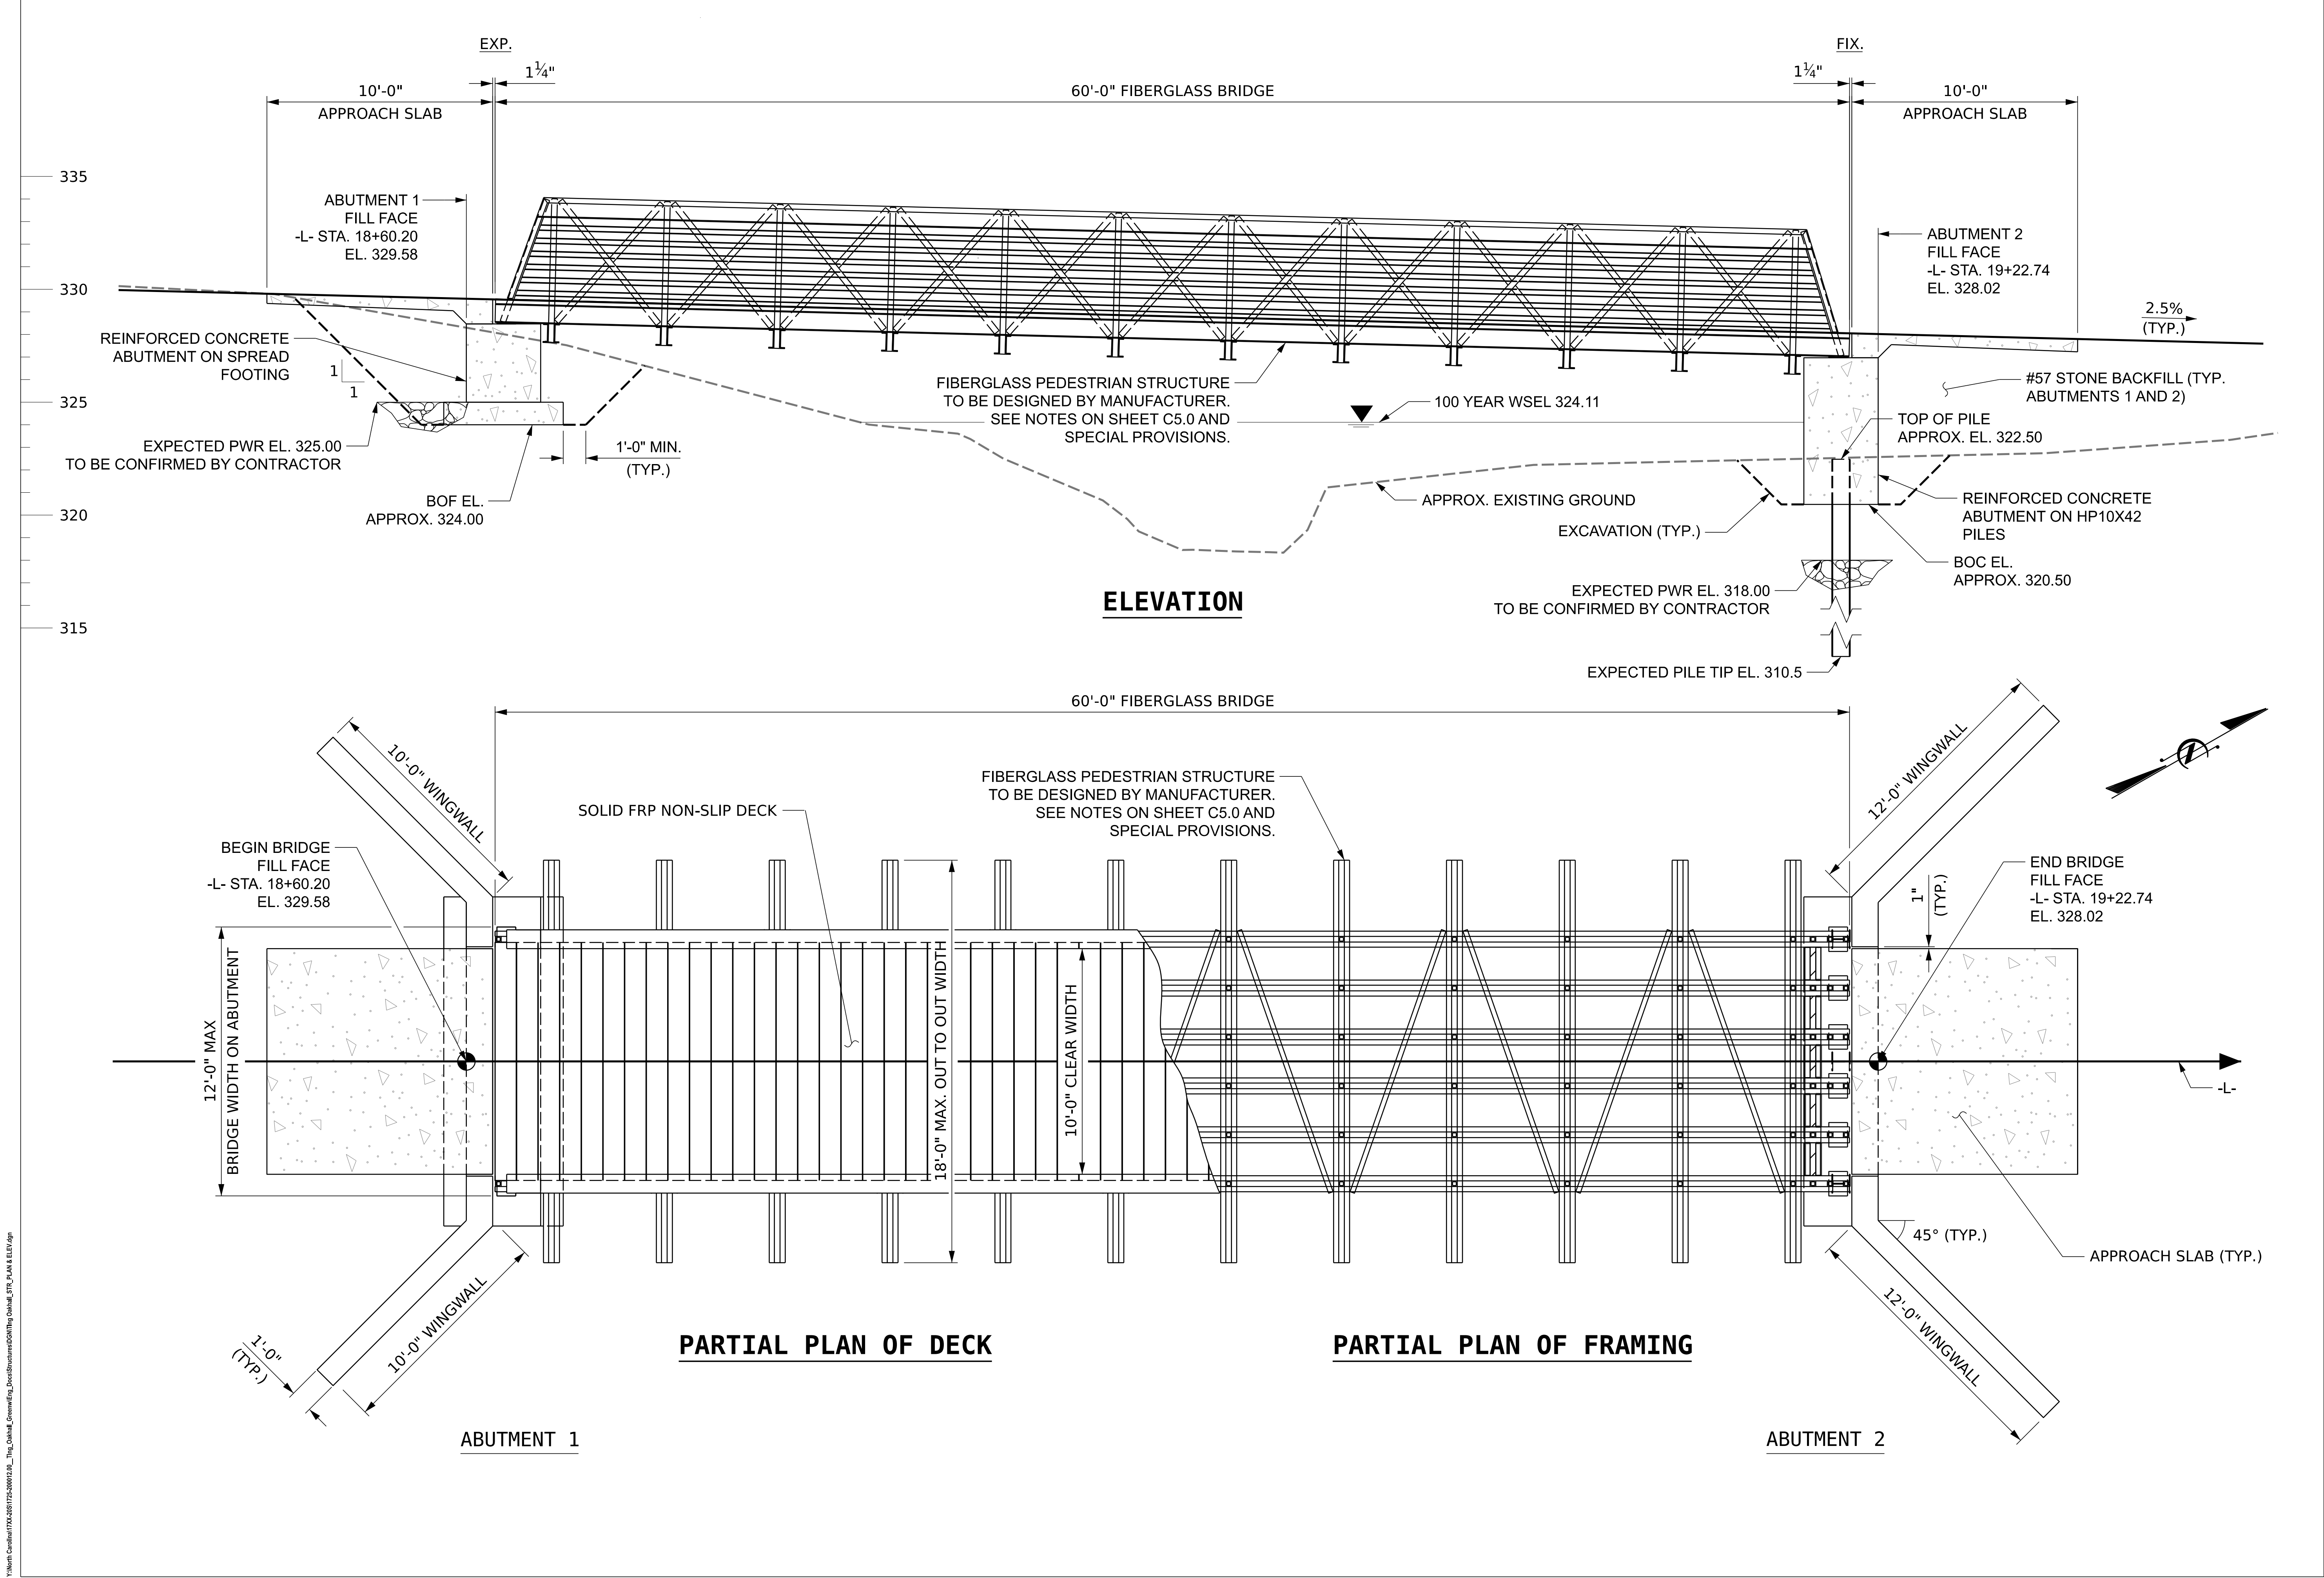 EXP.
FIX.
1¼"
1¼"
10'-0"
APPROACH SLAB
60'-0" FIBERGLASS BRIDGE
10'-0"
APPROACH SLAB
335
330
325
320
315
ABUTMENT 1
FILL FACE
-L- STA. 18+60.20
EL. 329.58
ABUTMENT 2
FILL FACE
-L- STA. 19+22.74
EL. 328.02
2.5%
(TYP.)
REINFORCED CONCRETE
ABUTMENT ON SPREAD
FOOTING
1
1
EXPECTED PWR EL. 325.00
TO BE CONFIRMED BY CONTRACTOR
BOF EL.
APPROX. 324.00
1'-0" MIN.
(TYP.)
FIBERGLASS PEDESTRIAN STRUCTURE
TO BE DESIGNED BY MANUFACTURER.
SEE NOTES ON SHEET C5.0 AND
SPECIAL PROVISIONS.
100 YEAR WSEL 324.11
#57 STONE BACKFILL (TYP.
ABUTMENTS 1 AND 2)
TOP OF PILE
APPROX. EL. 322.50
APPROX. EXISTING GROUND
EXCAVATION (TYP.)
REINFORCED CONCRETE
ABUTMENT ON HP10X42
PILES
BOC EL.
APPROX. 320.50
EXPECTED PWR EL. 318.00
TO BE CONFIRMED BY CONTRACTOR
EXPECTED PILE TIP EL. 310.5
ELEVATION
60'-0" FIBERGLASS BRIDGE
10'-0" WINGWALL
12'-0" WINGWALL
SOLID FRP NON-SLIP DECK
FIBERGLASS PEDESTRIAN STRUCTURE
TO BE DESIGNED BY MANUFACTURER.
SEE NOTES ON SHEET C5.0 AND
SPECIAL PROVISIONS.
BEGIN BRIDGE
FILL FACE
-L- STA. 18+60.20
EL. 329.58
END BRIDGE
FILL FACE
-L- STA. 19+22.74
EL. 328.02
1"
(TYP.)
12'-0" MAX
BRIDGE WIDTH ON ABUTMENT
18'-0" MAX. OUT TO OUT WIDTH
10'-0" CLEAR WIDTH
-L-
45° (TYP.)
APPROACH SLAB (TYP.)
1'-0"
(TYP.)
10'-0" WINGWALL
12'-0" WINGWALL
PARTIAL PLAN OF DECK
PARTIAL PLAN OF FRAMING
ABUTMENT 1
ABUTMENT 2